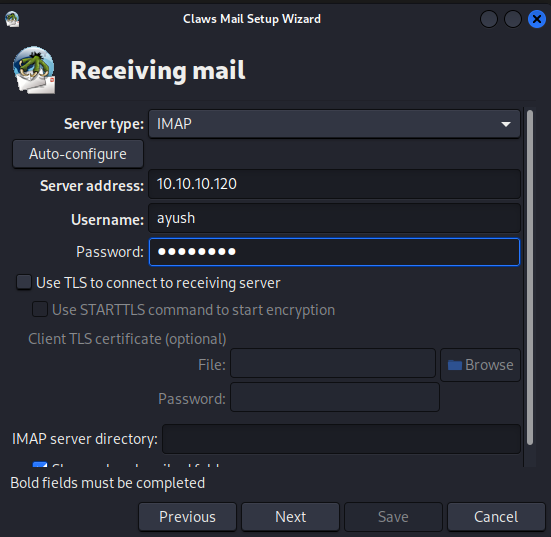 Claws Mail Setup Wizard
Receiving mail
Server type: IMAP
Auto-configure
Server address: 10.10.10.120
Username: ayush
Password: ●●●●●●●●
Use TLS to connect to receiving server
Use STARTTLS command to start encryption
Client TLS certificate (optional)
File: Browse
Password:
IMAP server directory:
Bold fields must be completed
Previous Next Save Cancel